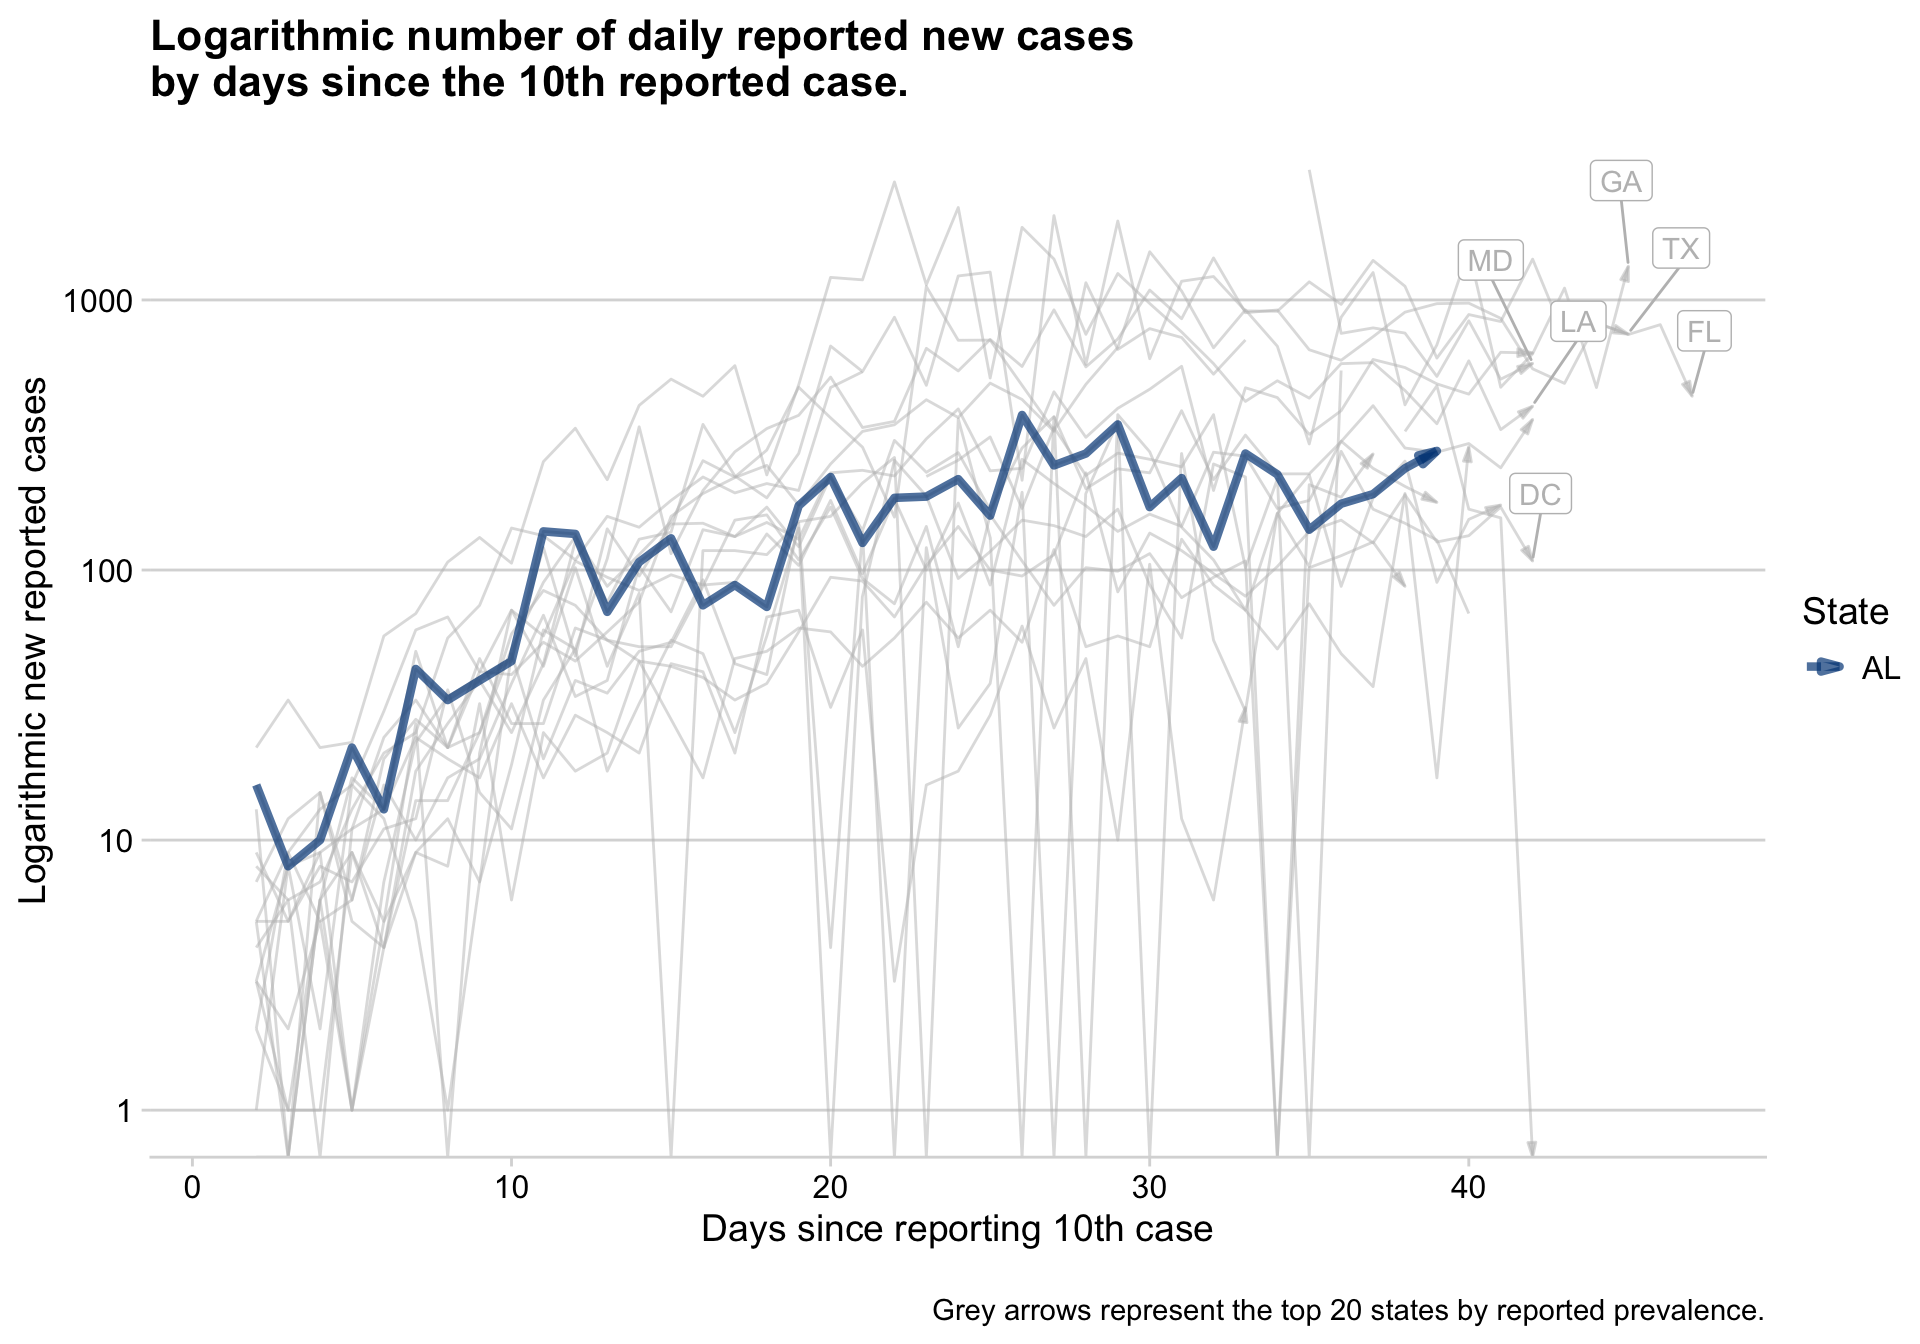 Logarithmic number of daily reported new cases
by days since the 10th reported case.
GA
TX
MD
LA
FL
DC
1000
100
10
1
Logarithmic new reported cases
0
10
20
30
40
Days since reporting 10th case
State
AL
Grey arrows represent the top 20 states by reported prevalence.